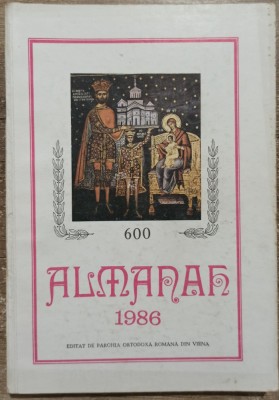 600
ALMANAH
1986
EDITAT DE PAROHIA ORTODOXĂ ROMÂNĂ DIN VIENA